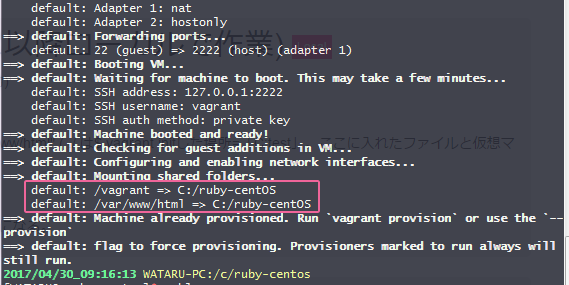 default: Adapter 1: nat
default: Adapter 2: hostonly
==> default: Forwarding ports...
default: 22 (guest) => 2222 (host) (adapter 1)
==> default: Booting VM...
==> default: Waiting for machine to boot. This may take a few minutes...
default: SSH address: 127.0.0.1:2222
default: SSH username: vagrant
default: SSH auth method: private key
==> default: Machine booted and ready!
==> default: Checking for guest additions in VM...
==> default: Configuring and enabling network interfaces...
==> default: Mounting shared folders...
default: /vagrant => C:/ruby-centOS
default: /var/www/html => C:/ruby-centOS
==> default: Machine already provisioned. Run `vagrant provision` or use the `--
provision`
==> default: flag to force provisioning. Provisioners marked to run always will
still run.
2017/04/30_09:16:13 WATARU-PC:/c/ruby-centos